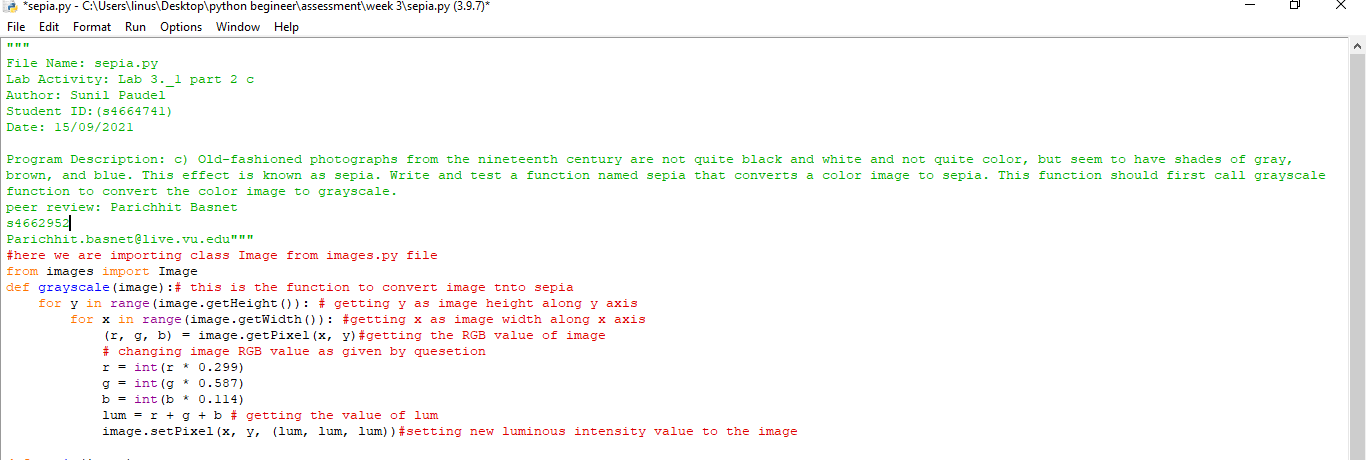 *sepia.py - C:\Users\linus\Desktop\python begineer\assessment\week 3\sepia.py (3.9.7)*
File Edit Format Run Options Window Help
"""
File Name: sepia.py
Lab Activity: Lab 3._1 part 2 c
Author: Sunil Paudel
Student ID:(s4664741)
Date: 15/09/2021
Program Description: c) Old-fashioned photographs from the nineteenth century are not quite black and white and not quite color, but seem to have shades of gray,
brown, and blue. This effect is known as sepia. Write and test a function named sepia that converts a color image to sepia. This function should first call grayscale
function to convert the color image to grayscale.
peer review: Parichhit Basnet
s4662952
Parichhit.basnet@live.vu.edu"""
#here we are importing class Image from images.py file
from images import Image
def grayscale(image):# this is the function to convert image tnto sepia
    for y in range(image.getHeight()): # getting y as image height along y axis
        for x in range(image.getWidth()): #getting x as image width along x axis
            (r, g, b) = image.getPixel(x, y)#getting the RGB value of image
            # changing image RGB value as given by quesetion
            r = int(r * 0.299)
            g = int(g * 0.587)
            b = int(b * 0.114)
            lum = r + g + b # getting the value of lum
            image.setPixel(x, y, (lum, lum, lum))#setting new luminous intensity value to the image